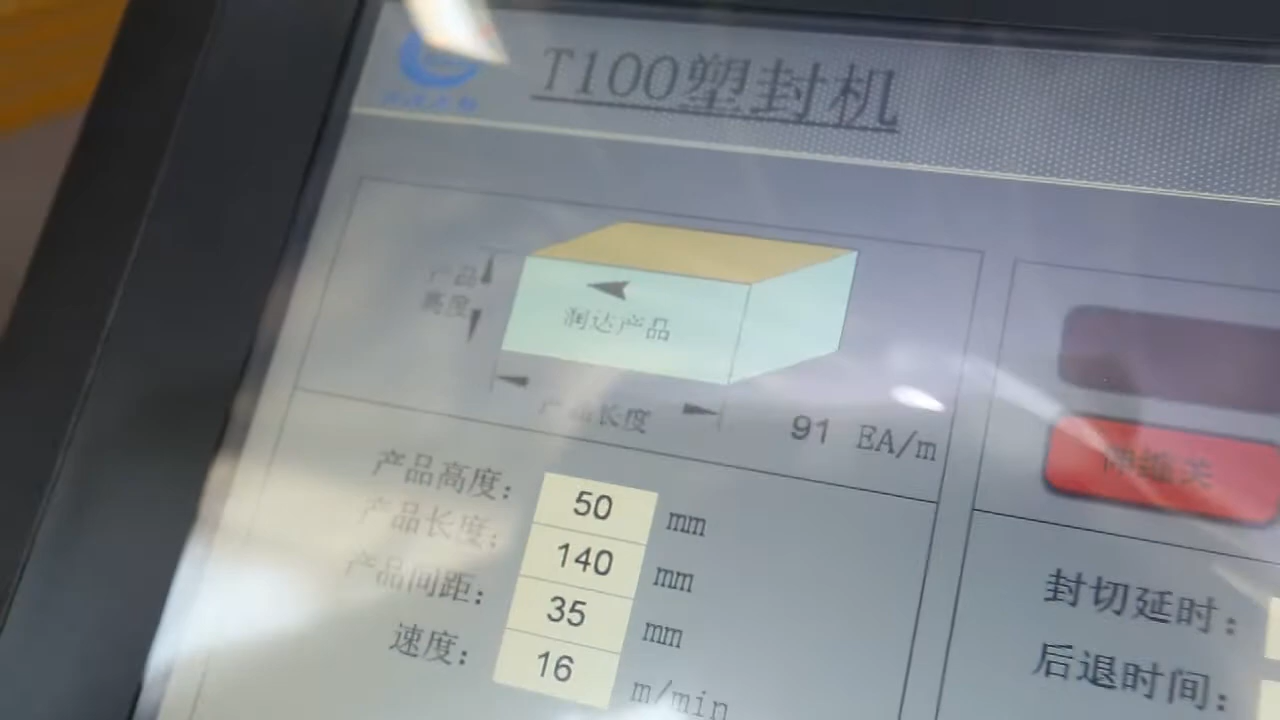 T100塑封机
产品
高度
润达产品
产品长度
91 EA/m
产品高度: 50 mm
产品长度: 140 mm
产品间距: 35 mm
速度: 16 m/min
封切延时:
后退时间: